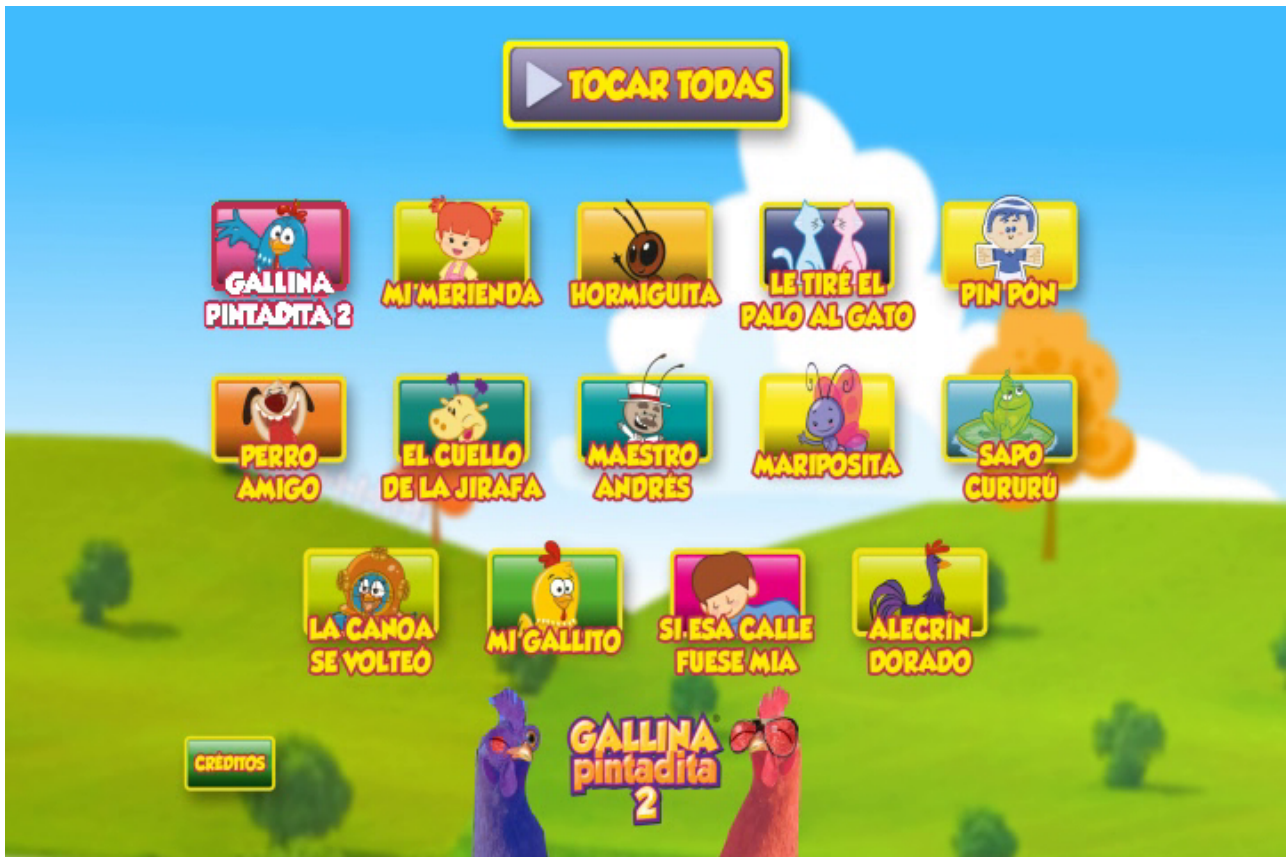 TOCAR TODAS
GALLINA
PINTADITA 2
MI MERIENDA
HORMIGUITA
LE TIRÉ EL
PALO AL GATO
PIN PÓN
PERRO
AMIGO
EL CUELLO
DE LA JIRAFA
MAESTRO
ANDRÉS
MARIPOSITA
SAPO
CURURÚ
LA CANOA
SE VOLTEÓ
MI GALLITO
SI ESA CALLE
FUESE MIA
ALECRÍN
DORADO
CRÉDITOS
GALLINA®
pintadita
2